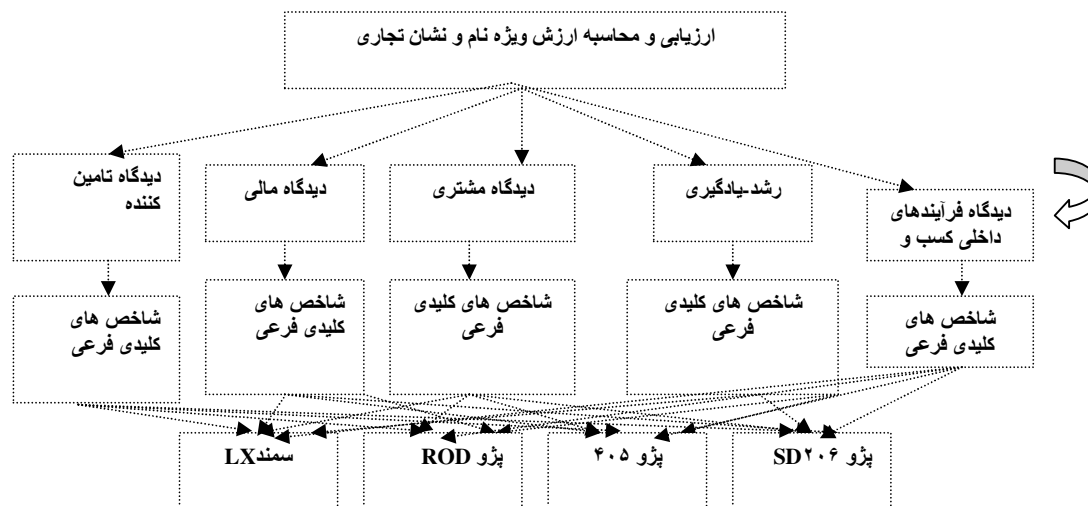 ارزیابی و محاسبه ارزش ویژه نام و نشان تجاری
دیدگاه فرآیندهای
داخلی کسب و
رشد-یادگیری
دیدگاه مشتری
دیدگاه مالی
دیدگاه تامین
کننده
شاخص های
کلیدی فرعی
شاخص های کلیدی
فرعی
شاخص های کلیدی
فرعی
شاخص های
کلیدی فرعی
شاخص های
کلیدی فرعی
پژو SD۲۰۶
پژو ۴۰۵
پژو ROD
سمندLX